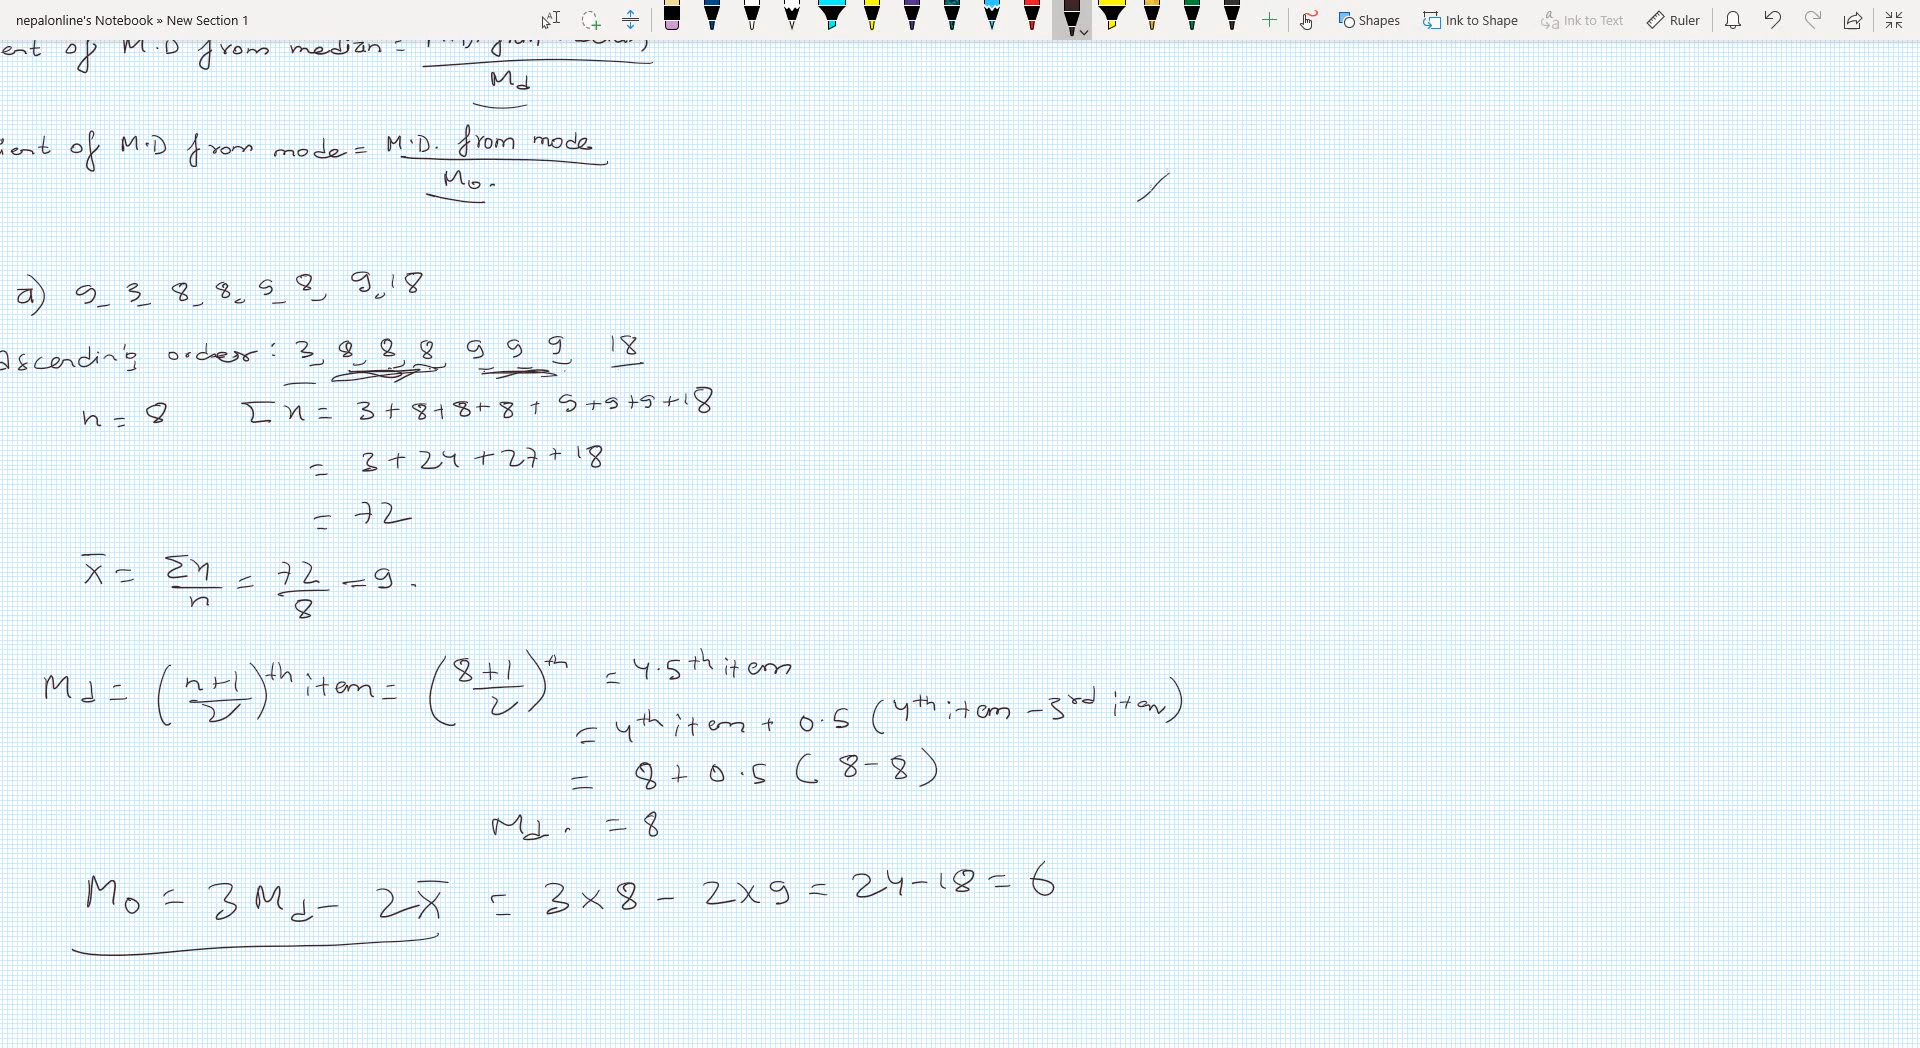 nepalonline's Notebook » New Section 1
Shapes Ink to Shape Ink to Text Ruler
ent of M.D from median =
Md
ient of M.D from mode = M.D. from mode
Mo.
a) 9, 3, 8, 8, 9, 8, 9, 18
Ascending order: 3, 8, 8, 8, 9, 9, 9, 18
n = 8 Σx = 3 + 8 + 8 + 8 + 9 + 9 + 9 + 18
= 3 + 24 + 27 + 18
= 72
X̄ = Σx/n = 72/8 = 9.
Md = (n+1/2)th item = (8+1/2)th = 4.5th item
= 4th item + 0.5 (4th item - 3rd item)
= 8 + 0.5 (8-8)
Md. = 8
Mo = 3Md - 2X̄ = 3×8 - 2×9 = 24-18 = 6